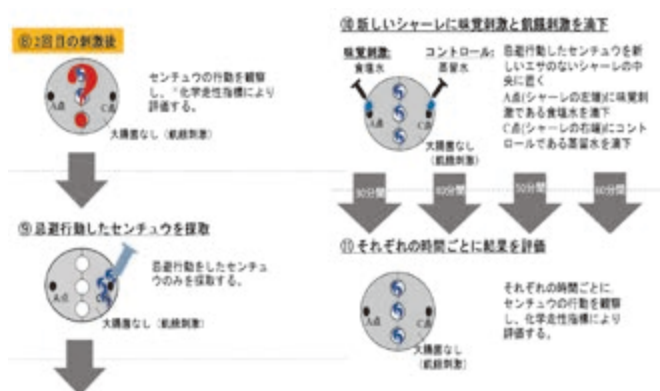 ⑧2回目の刺激後
センチュウの行動を観察
し、*化学走性指標により
評価する。
A点
C点
大腸菌なし（飢餓刺激）
⑨忌避行動したセンチュウを採取
忌避行動をしたセンチュ
ウのみを採取する。
A点
大腸菌なし（飢餓刺激）
⑩新しいシャーレに味覚刺激と飢餓刺激を滴下
味覚刺激:
食塩水
コントロール:
蒸留水
A点
C点
大腸菌なし
（飢餓刺激）
忌避行動したセンチュウを新
しいエサのないシャーレの中
央に置く
A点(シャーレの左端)に味覚刺
激である食塩水を滴下
C点(シャーレの右端)にコント
ロールである蒸留水を滴下
30分間
40分間
50分間
60分間
⑪それぞれの時間ごとに結果を評価
A点
C点
大腸菌なし
（飢餓刺激）
それぞれの時間ごとに、
センチュウの行動を観察
し、化学走性指標により
評価する。